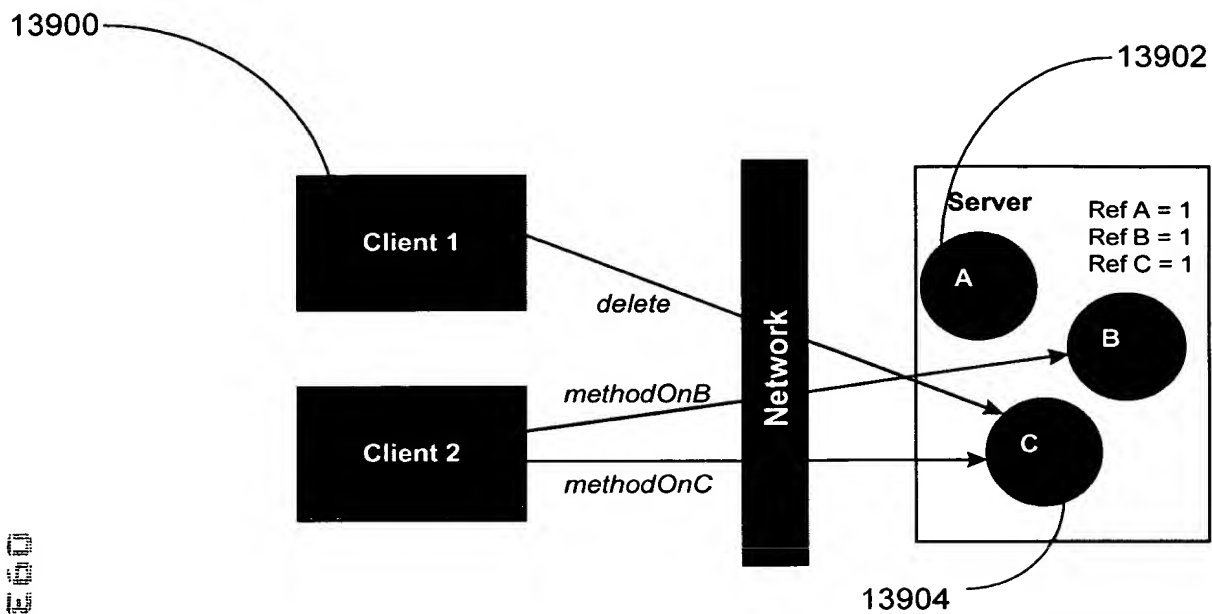 13900
13902
Server
Ref A = 1
Ref B = 1
Ref C = 1
Client 1
A
delete
B
Network
methodOnB
Client 2
C
methodOnC
13904